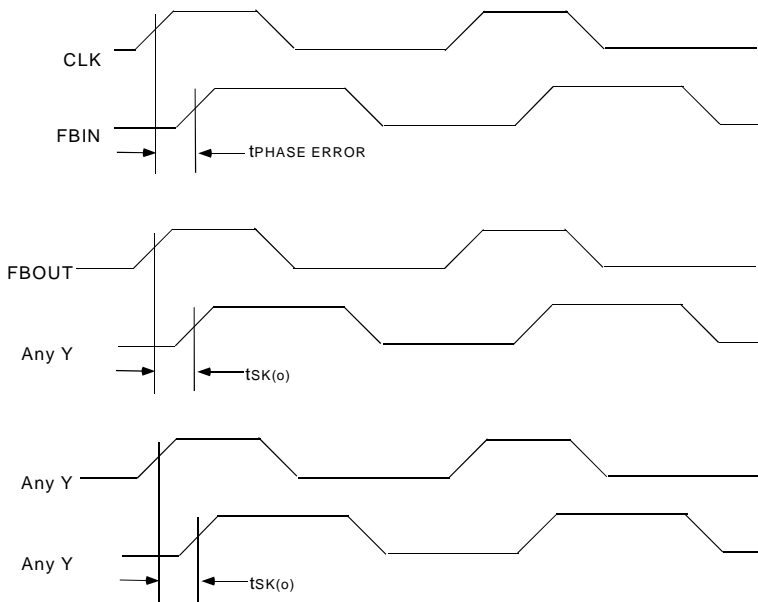 CLK
FBIN
tPHASE ERROR
FBOUT
Any Y
tSK(o)
Any Y
Any Y
tSK(o)